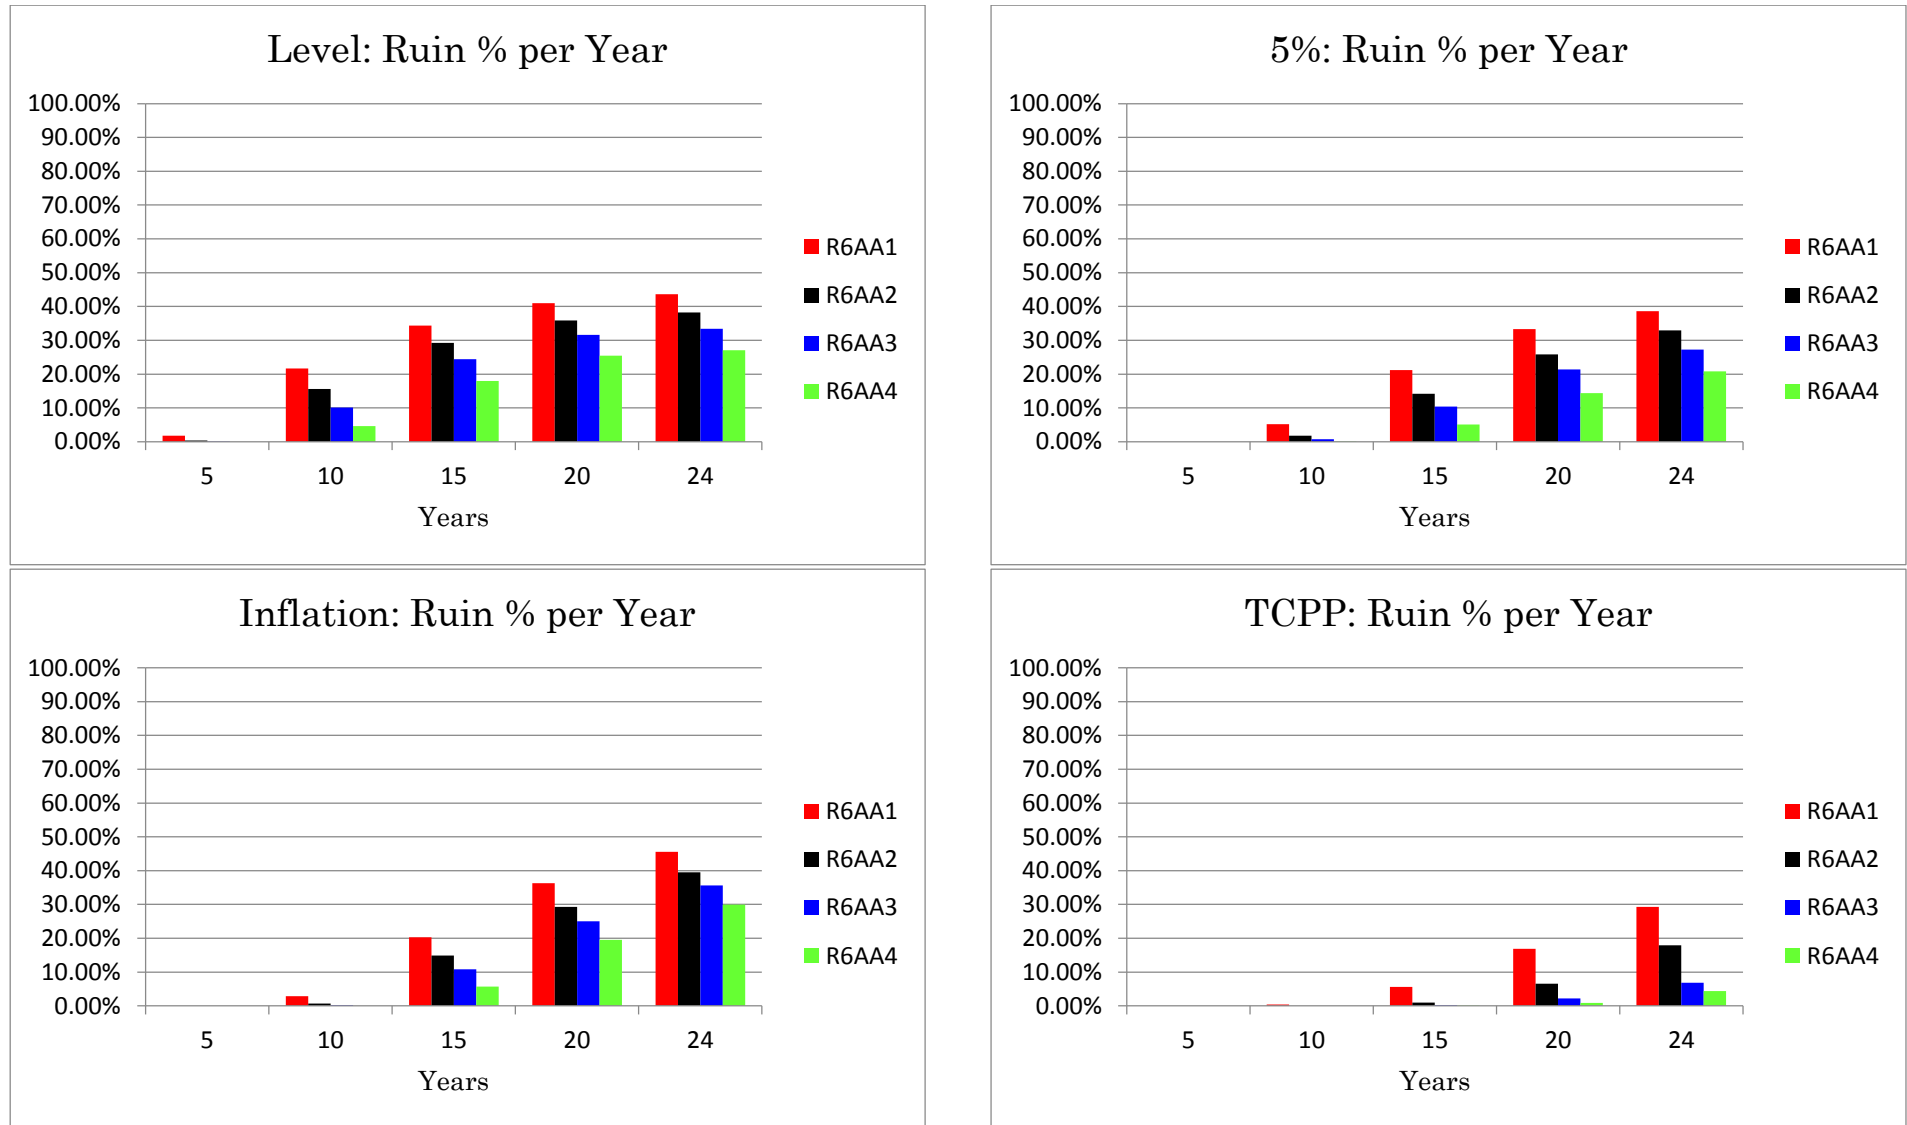 Level: Ruin % per Year
100.00%
90.00%
80.00%
70.00%
60.00%
50.00%
40.00%
30.00%
20.00%
10.00%
0.00%
5 10 15 20 24
Years
R6AA1
R6AA2
R6AA3
R6AA4
5%: Ruin % per Year
100.00%
90.00%
80.00%
70.00%
60.00%
50.00%
40.00%
30.00%
20.00%
10.00%
0.00%
5 10 15 20 24
Years
R6AA1
R6AA2
R6AA3
R6AA4
Inflation: Ruin % per Year
100.00%
90.00%
80.00%
70.00%
60.00%
50.00%
40.00%
30.00%
20.00%
10.00%
0.00%
5 10 15 20 24
Years
R6AA1
R6AA2
R6AA3
R6AA4
TCPP: Ruin % per Year
100.00%
90.00%
80.00%
70.00%
60.00%
50.00%
40.00%
30.00%
20.00%
10.00%
0.00%
5 10 15 20 24
Years
R6AA1
R6AA2
R6AA3
R6AA4